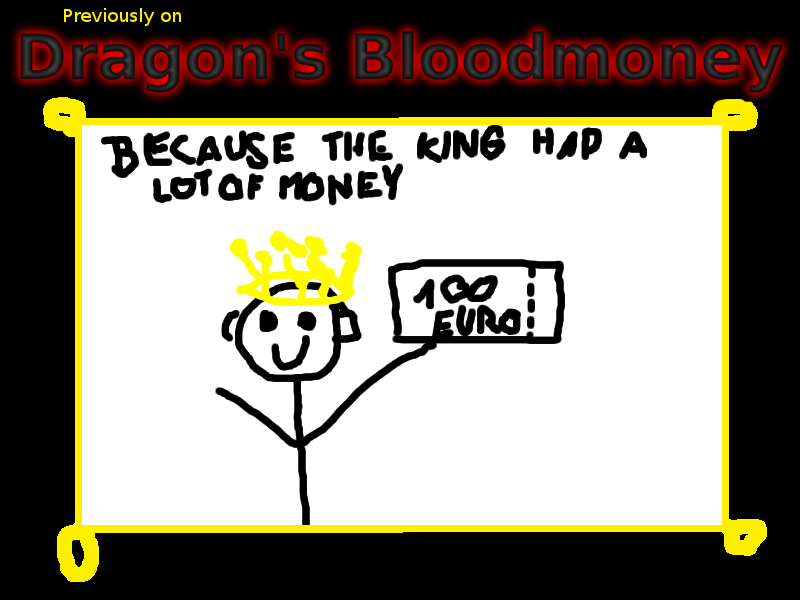 Previously on
Dragon's Bloodmoney
BECAUSE THE KING HAD A
LOT OF MONEY
100
EURO